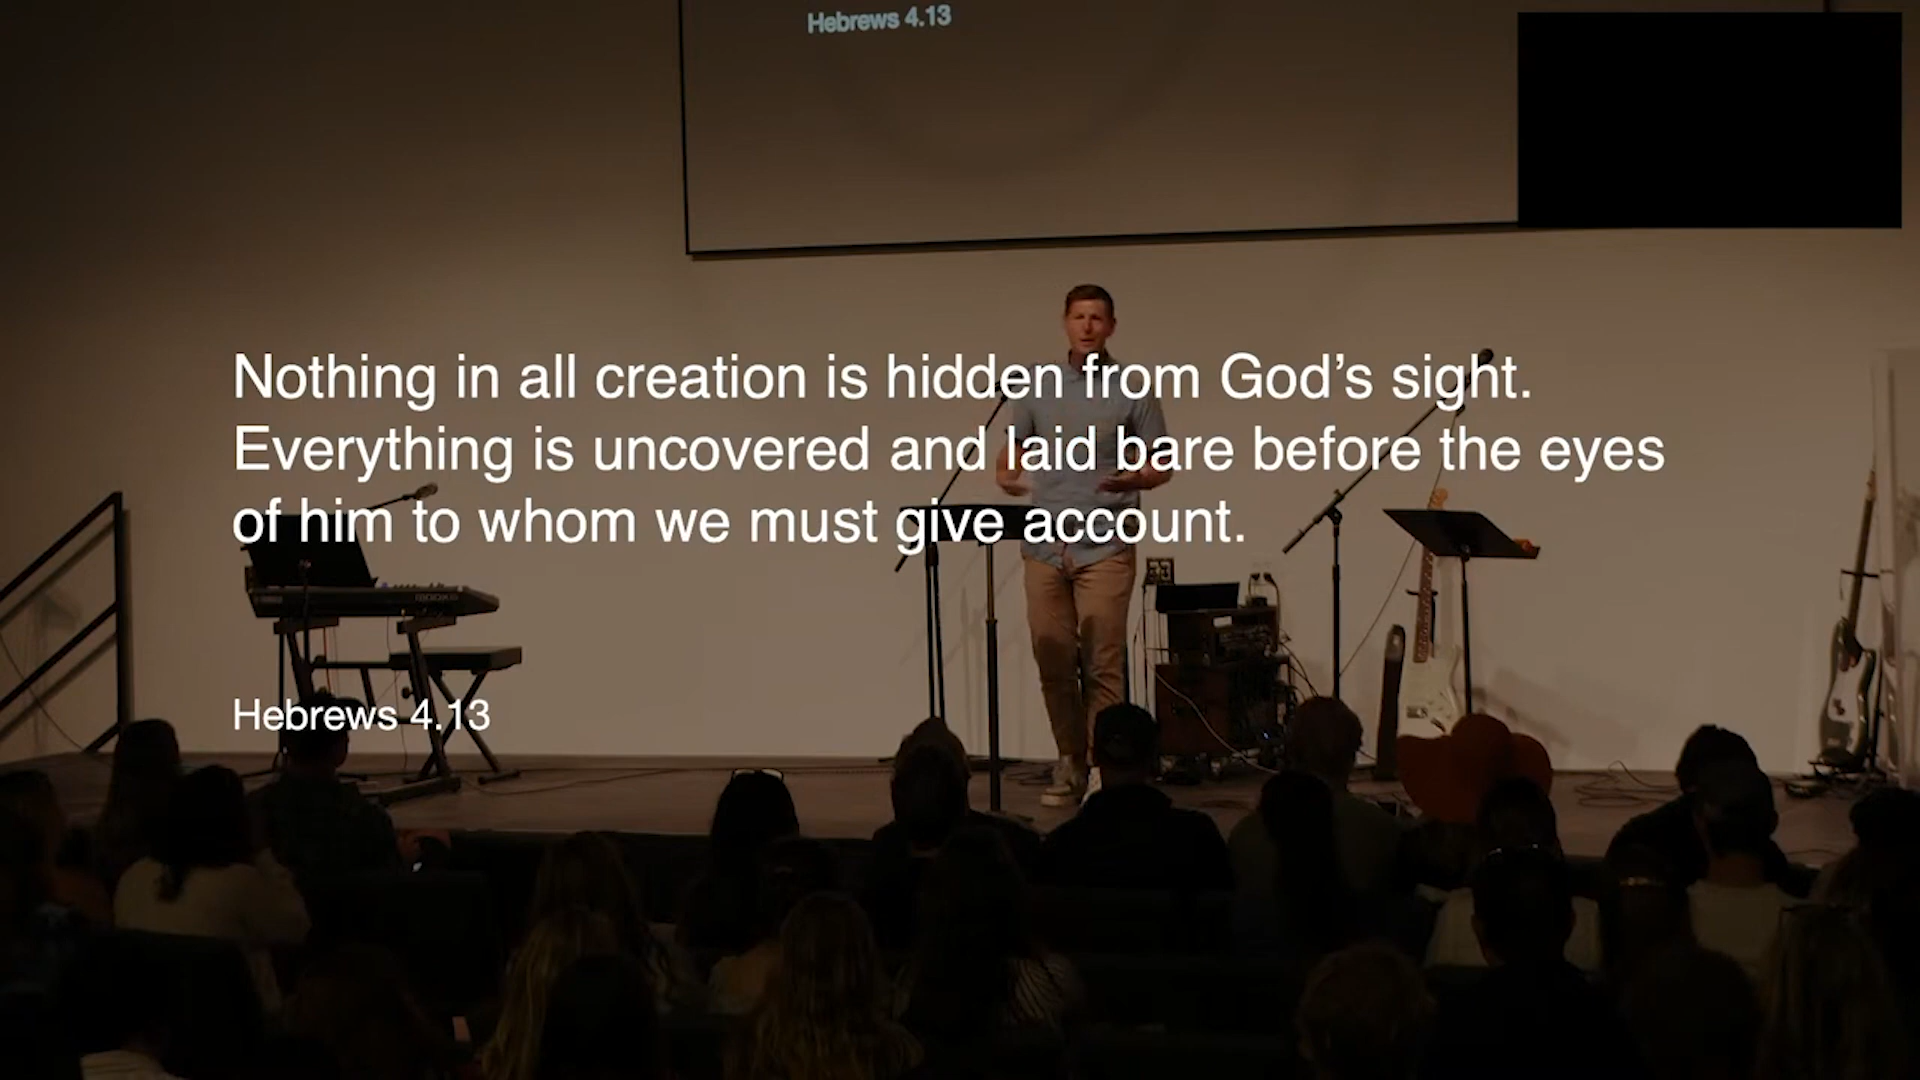 Hebrews 4.13
Nothing in all creation is hidden from God’s sight.
Everything is uncovered and laid bare before the eyes
of him to whom we must give account.
Hebrews 4.13